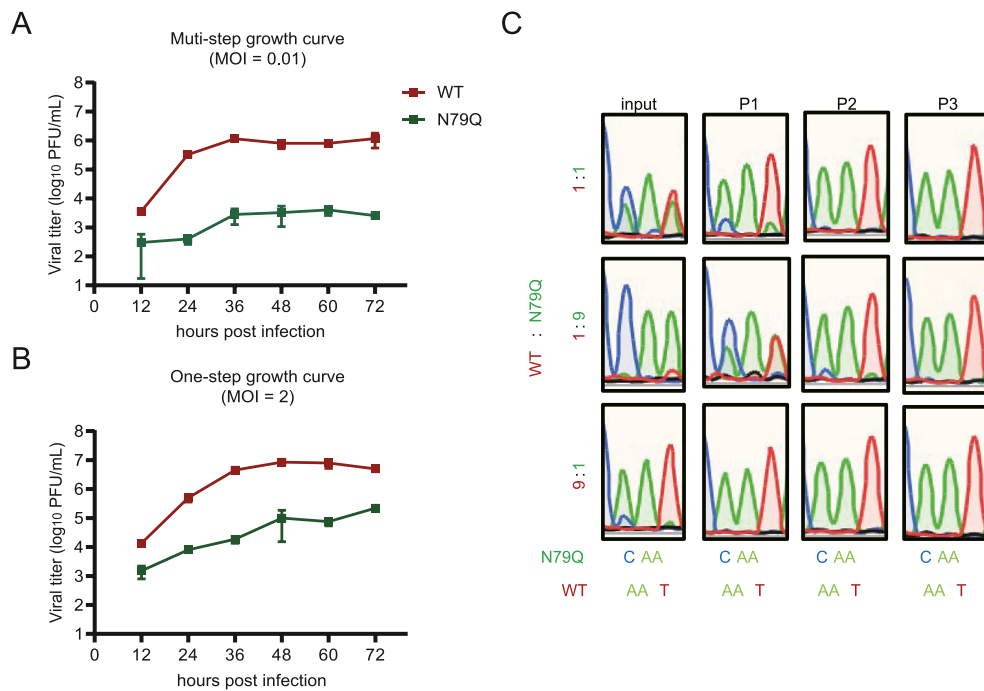 A
Muti-step growth curve
(MOI = 0.01)
Viral titer (log10 PFU/mL)
8
7
6
5
4
3
2
1
0 12 24 36 48 60 72
hours post infection
WT
N79Q
B
One-step growth curve
(MOI = 2)
Viral titer (log10 PFU/mL)
8
7
6
5
4
3
2
1
0 12 24 36 48 60 72
hours post infection
C
input P1 P2 P3
WT : N79Q
1:1
1:9
9:1
N79Q C AA C AA C AA C AA
WT AA T AA T AA T AA T